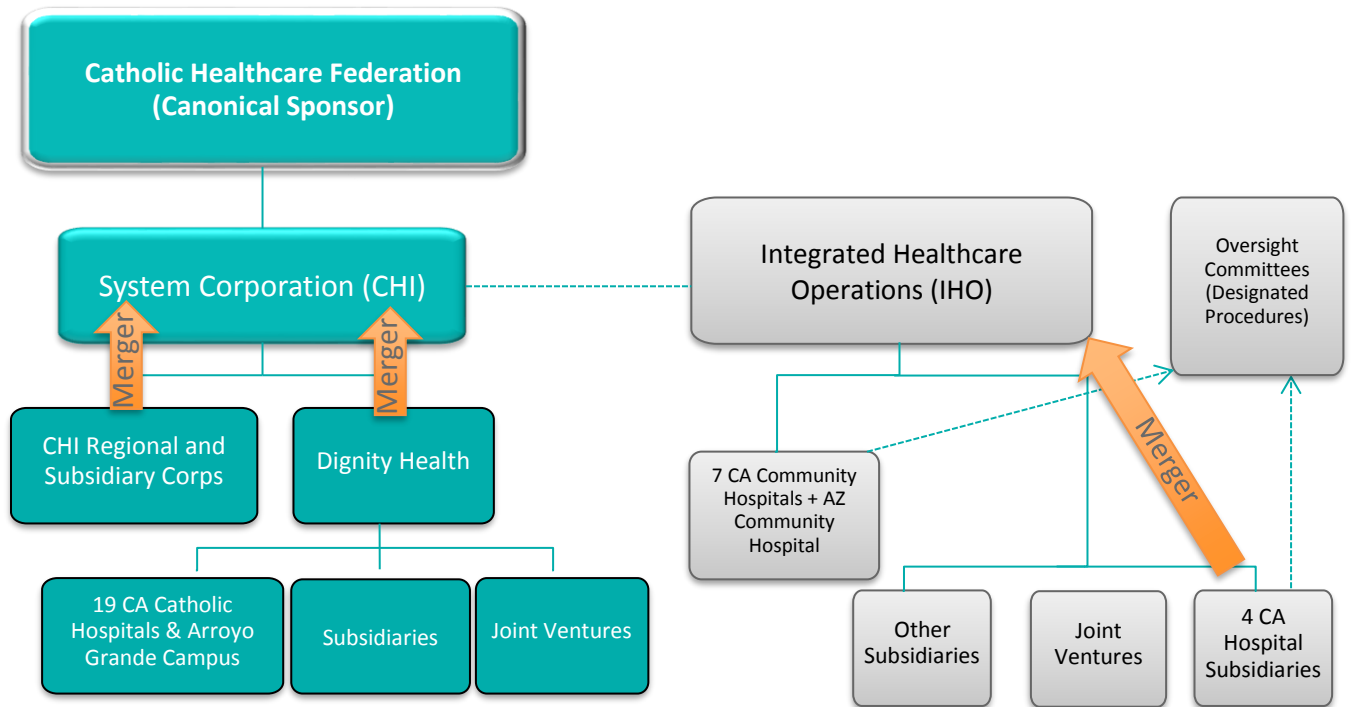 Catholic Healthcare Federation
(Canonical Sponsor)
System Corporation (CHI)
Integrated Healthcare
Operations (IHO)
Oversight
Committees
(Designated
Procedures)
Merger
Merger
Merger
CHI Regional and
Subsidiary Corps
Dignity Health
7 CA Community
Hospitals + AZ
Community
Hospital
19 CA Catholic
Hospitals & Arroyo
Grande Campus
Subsidiaries
Joint Ventures
Other
Subsidiaries
Joint
Ventures
4 CA
Hospital
Subsidiaries